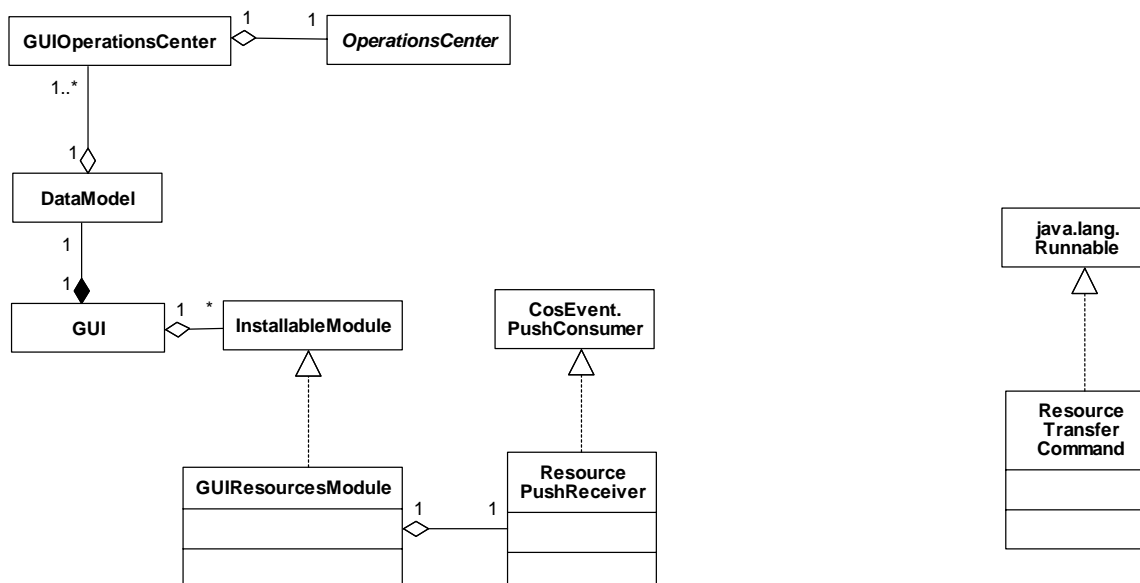 GUIOperationsCenter
1
1
OperationsCenter
1..*
1
DataModel
1
1
GUI
1
*
InstallableModule
CosEvent.
PushConsumer
java.lang.
Runnable
GUIResourcesModule
1
1
Resource
PushReceiver
Resource
Transfer
Command